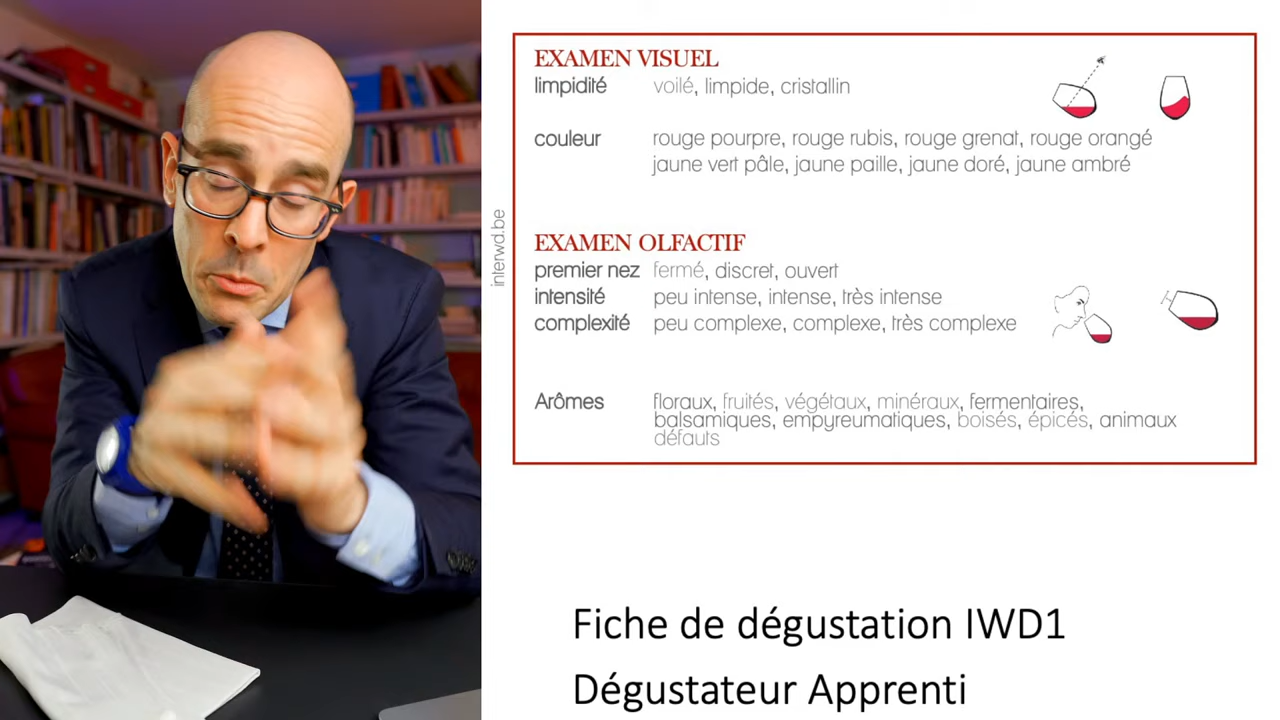 EXAMEN VISUEL
limpidité voilé, limpide, cristallin
couleur rouge pourpre, rouge rubis, rouge grenat, rouge orangé
jaune vert pâle, jaune paille, jaune doré, jaune ambré
interwd.be
EXAMEN OLFACTIF
premier nez fermé, discret, ouvert
intensité peu intense, intense, très intense
complexité peu complexe, complexe, très complexe
Arômes floraux, fruités, végétaux, minéraux, fermentaires,
balsamiques, empyreumatiques, boisés, épicés, animaux
défauts
Fiche de dégustation IWD1
Dégustateur Apprenti